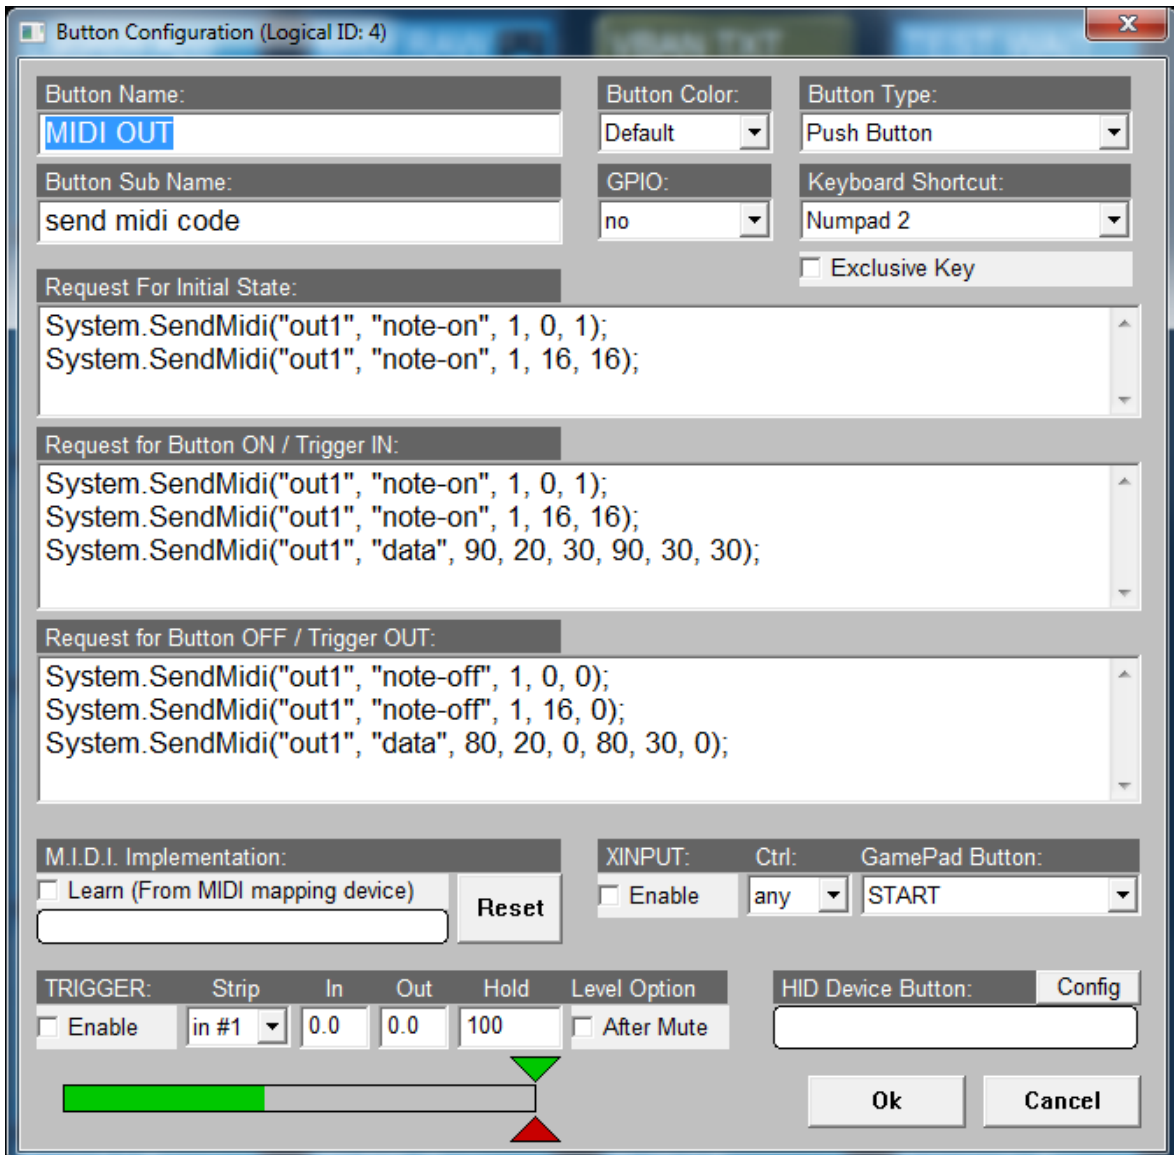 Button Configuration (Logical ID: 4)
VBAN TXT
Button Name:
Button Color:
Button Type:
MIDI OUT
Default
Push Button
Button Sub Name:
GPIO:
Keyboard Shortcut:
send midi code
no
Numpad 2
Exclusive Key
Request For Initial State:
System.SendMidi("out1", "note-on", 1, 0, 1);
System.SendMidi("out1", "note-on", 1, 16, 16);
Request for Button ON / Trigger IN:
System.SendMidi("out1", "note-on", 1, 0, 1);
System.SendMidi("out1", "note-on", 1, 16, 16);
System.SendMidi("out1", "data", 90, 20, 30, 90, 30, 30);
Request for Button OFF / Trigger OUT:
System.SendMidi("out1", "note-off", 1, 0, 0);
System.SendMidi("out1", "note-off", 1, 16, 0);
System.SendMidi("out1", "data", 80, 20, 0, 80, 30, 0);
M.I.D.I. Implementation:
XINPUT: Ctrl: GamePad Button:
Learn (From MIDI mapping device)
Reset
Enable
any
START
TRIGGER: Strip In Out Hold Level Option
HID Device Button:
Config
Enable
in #1
0.0
0.0
100
After Mute
Ok
Cancel